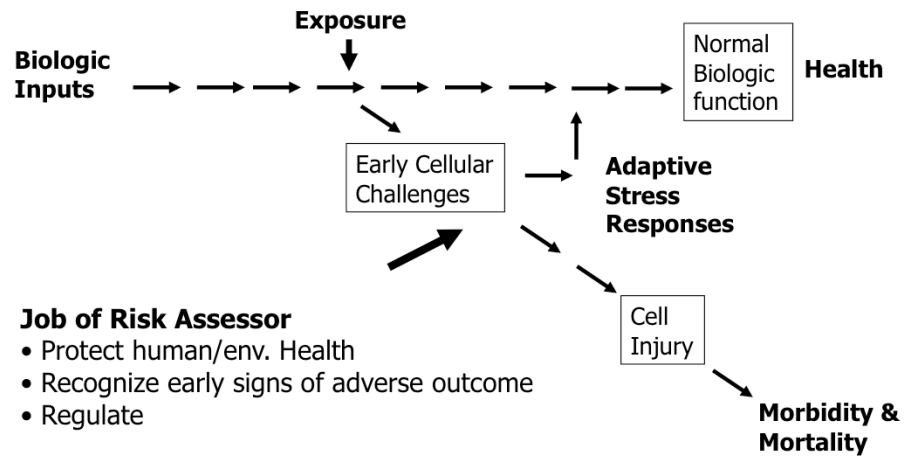 Exposure
Biologic
Inputs
Normal
Biologic
function
Health
Early Cellular
Challenges
Adaptive
Stress
Responses
Job of Risk Assessor
• Protect human/env. Health
• Recognize early signs of adverse outcome
• Regulate
Cell
Injury
Morbidity &
Mortality